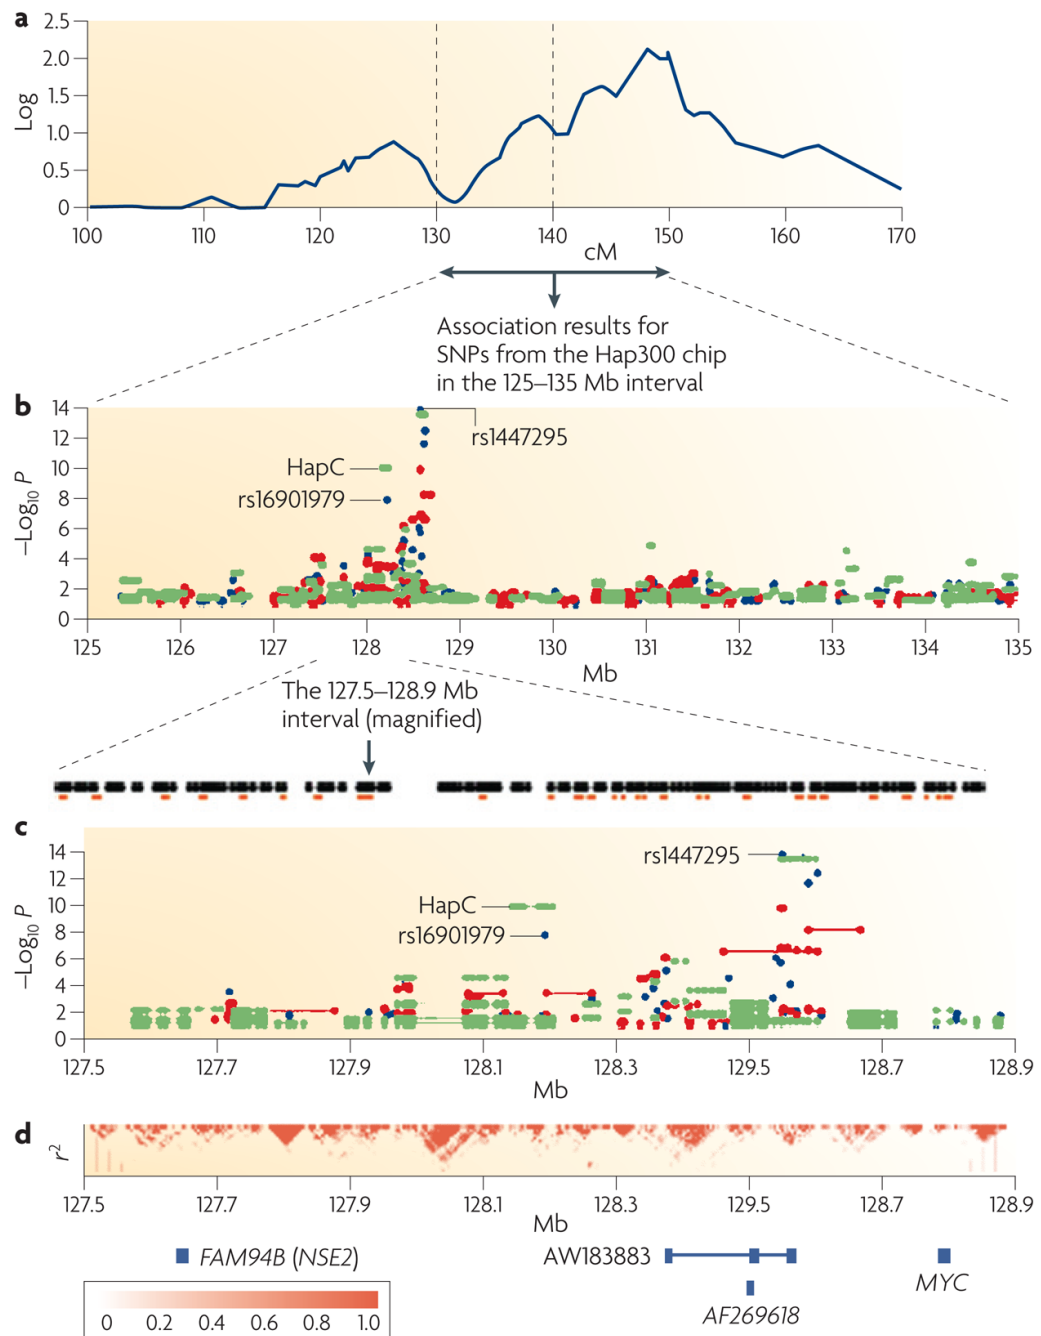 a
2.5
2.0
1.5
1.0
0.5
0
Log
100 110 120 130 140 150 160 170
cM
Association results for
SNPs from the Hap300 chip
in the 125–135 Mb interval
b
14
12
10
8
6
4
2
0
–Log10 P
rs1447295
HapC
rs16901979
125 126 127 128 129 130 131 132 133 134 135
Mb
The 127.5–128.9 Mb
interval (magnified)
c
14
12
10
8
6
4
2
0
–Log10 P
rs1447295
HapC
rs16901979
127.5 127.7 127.9 128.1 128.3 129.5 128.7 128.9
Mb
d
r2
127.5 127.7 127.9 128.1 128.3 129.5 128.7 128.9
Mb
FAM94B (NSE2)
AW183883
MYC
AF269618
0 0.2 0.4 0.6 0.8 1.0